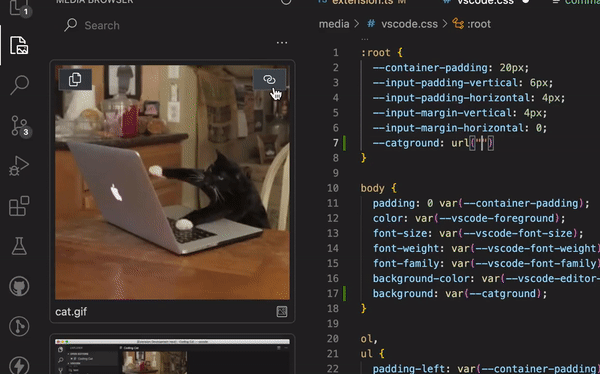 MEDIA BROWSER
Search
...
cat.gif
1
3
extension.ts M
vscode.css
comma
media > vscode.css > :root
...
1 :root {
2 --container-padding: 20px;
3 --input-padding-vertical: 6px;
4 --input-padding-horizontal: 4px;
5 --input-margin-vertical: 4px;
6 --input-margin-horizontal: 0;
7 --catground: url("")
8 }
9
10 body {
11 padding: 0 var(--container-padding);
12 color: var(--vscode-foreground);
13 font-size: var(--vscode-font-size);
14 font-weight: var(--vscode-font-weight)
15 font-family: var(--vscode-font-family)
16 background-color: var(--vscode-editor-
17 background: var(--catground);
18 }
19
20 ol,
21 ul {
22 padding-left: var(--container-padding)